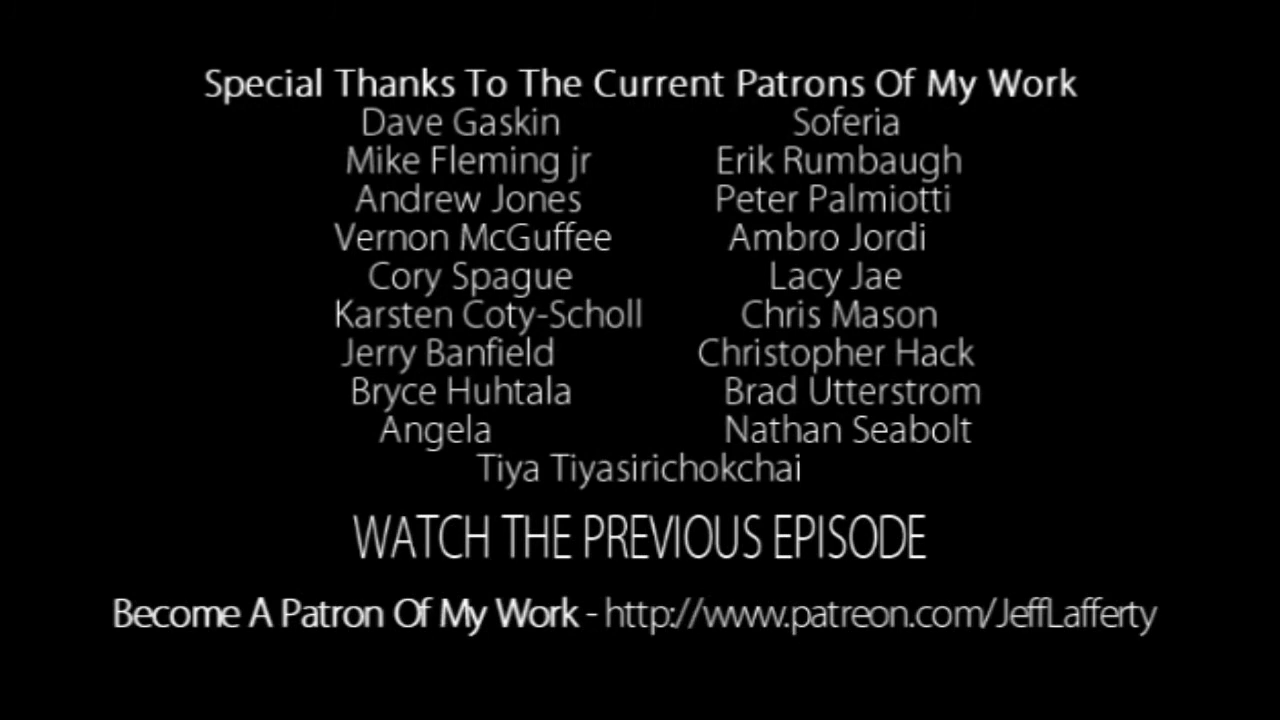 Special Thanks To The Current Patrons Of My Work
Dave Gaskin Soferia
Mike Fleming jr Erik Rumbaugh
Andrew Jones Peter Palmiotti
Vernon McGuffee Ambro Jordi
Cory Spague Lacy Jae
Karsten Coty-Scholl Chris Mason
Jerry Banfield Christopher Hack
Bryce Huhtala Brad Utterstrom
Angela Nathan Seabolt
Tiya Tiyasirichokchai
WATCH THE PREVIOUS EPISODE
Become A Patron Of My Work - http://www.patreon.com/JeffLafferty